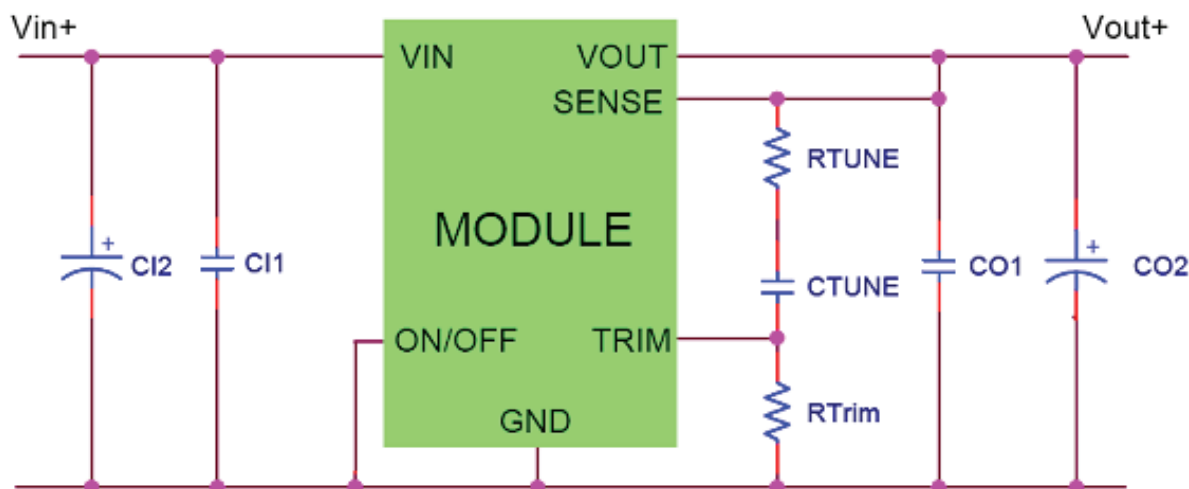 Vin+
Vout+
VIN
VOUT
SENSE
RTUNE
MODULE
+
CI2
CI1
CTUNE
CO1
+
CO2
ON/OFF
TRIM
RTrim
GND